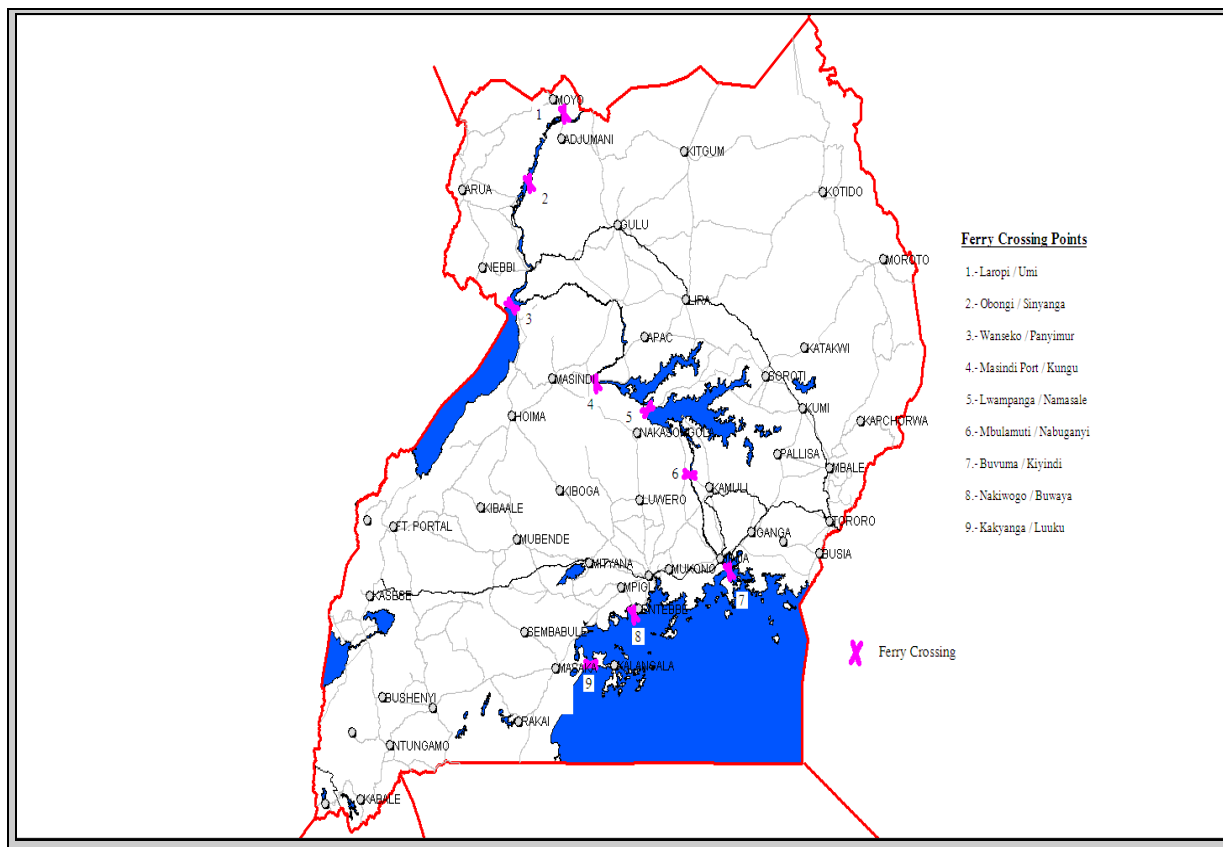 MOYO
1
ADJUMANI
KITGUM
ARUA
2
KOTIDO
GULU
Ferry Crossing Points
MOROTO
NEBBI
1.- Laropi / Umi
LIRA
2.- Obongi / Sinyanga
3
3.- Wanseko / Panyimur
APAC
KATAKWI
4.- Masindi Port / Kungu
MASINDI
SOROTI
4
5
5.- Lwampanga / Namasale
KUMI
HOIMA
KAPCHORWA
NAKASONGOLA
6.- Mbulamuti / Nabuganyi
PALLISA
MBALE
7.- Buvuma / Kiyindi
6
KAMULI
KIBOGA
LUWERO
8.- Nakiwogo / Buwaya
KIBAALE
FT. PORTAL
TORORO
9.- Kakyanga / Luuku
IGANGA
MUBENDE
BUSIA
JINJA
MITYANA
MUKONO
MPIGI
KASESE
7
ENTEBBE
SEMBABULE
8
Ferry Crossing
MASAKA
KALANGALA
9
BUSHENYI
RAKAI
NTUNGAMO
KABALE